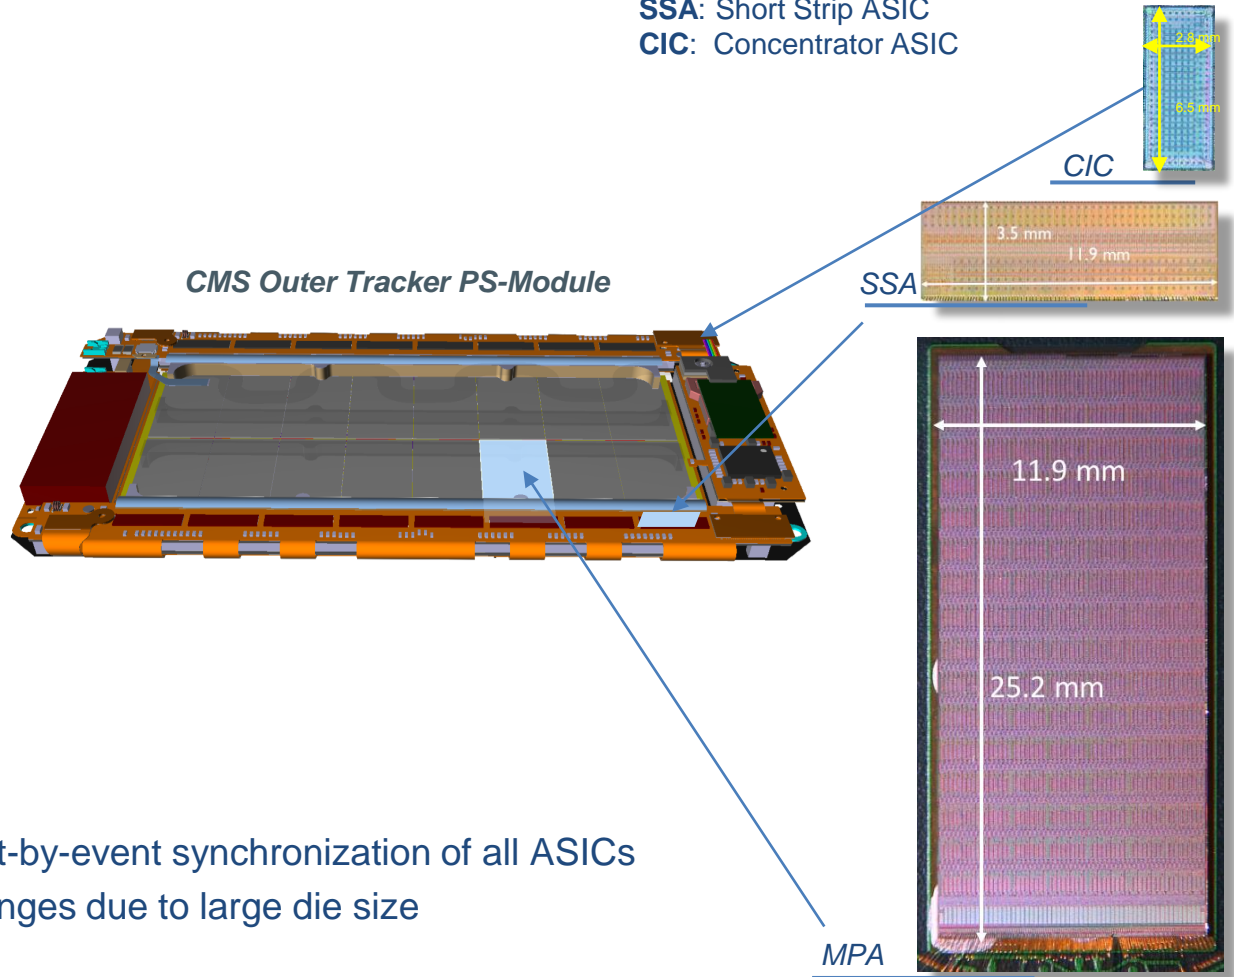 SSA: Short Strip ASIC
CIC: Concentrator ASIC
2.8 mm
6.5 mm
CIC
3.5 mm
11.9 mm
SSA
CMS Outer Tracker PS-Module
11.9 mm
25.2 mm
t-by-event synchronization of all ASICs
nges due to large die size
MPA